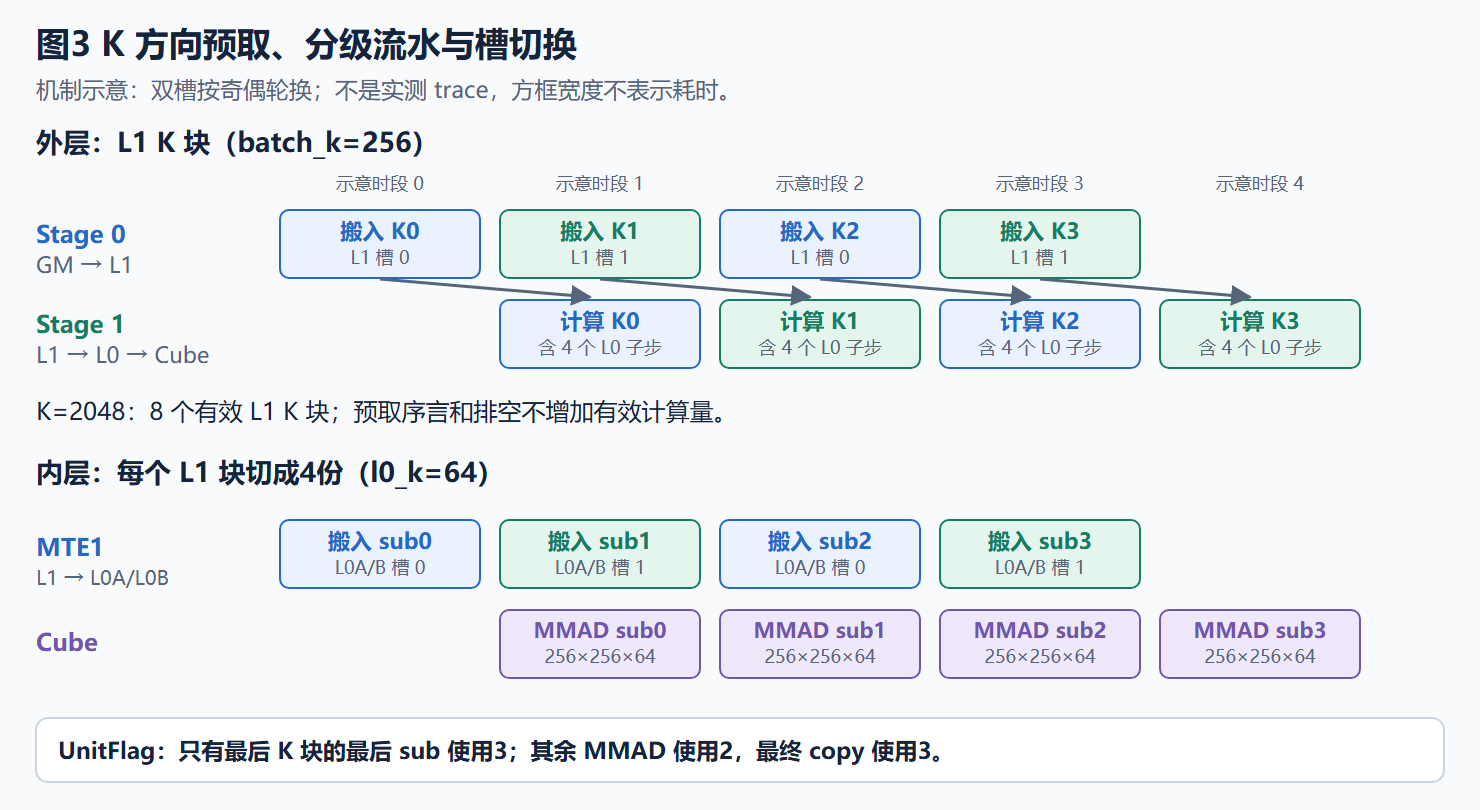 图3 K 方向预取、分级流水与槽切换
机制示意：双槽按奇偶轮换；不是实测 trace，方框宽度不表示耗时。
外层：L1 K 块（batch_k=256）
示意时段 0
示意时段 1
示意时段 2
示意时段 3
示意时段 4
Stage 0
GM → L1
搬入 K0
L1 槽 0
搬入 K1
L1 槽 1
搬入 K2
L1 槽 0
搬入 K3
L1 槽 1
Stage 1
L1 → L0 → Cube
计算 K0
含 4 个 L0 子步
计算 K1
含 4 个 L0 子步
计算 K2
含 4 个 L0 子步
计算 K3
含 4 个 L0 子步
K=2048：8 个有效 L1 K 块；预取序言和排空不增加有效计算量。
内层：每个 L1 块切成4份（l0_k=64）
MTE1
L1 → L0A/L0B
搬入 sub0
L0A/B 槽 0
搬入 sub1
L0A/B 槽 1
搬入 sub2
L0A/B 槽 0
搬入 sub3
L0A/B 槽 1
Cube
MMAD sub0
256×256×64
MMAD sub1
256×256×64
MMAD sub2
256×256×64
MMAD sub3
256×256×64
UnitFlag：只有最后 K 块的最后 sub 使用3；其余 MMAD 使用2，最终 copy 使用3。